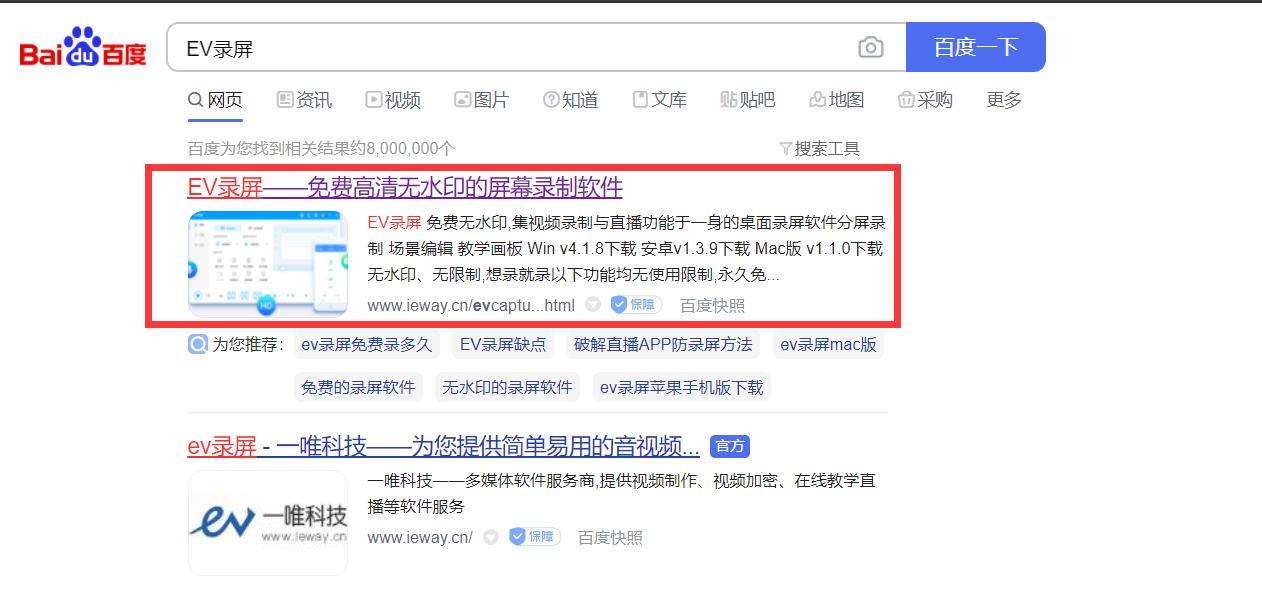 Bai du 百度
EV录屏
百度一下
网页 资讯 视频 图片 知道 文库 贴吧 地图 采购 更多
百度为您找到相关结果约8,000,000个
搜索工具
EV录屏——免费高清无水印的屏幕录制软件
EV录屏 免费无水印,集视频录制与直播功能于一身的桌面录屏软件分屏录
制 场景编辑 教学画板 Win v4.1.8下载 安卓v1.3.9下载 Mac版 v1.1.0下载
无水印、无限制,想录就录以下功能均无使用限制,永久免...
HD
www.ieway.cn/evcaptu...html 保障 百度快照
为您推荐: ev录屏免费录多久 EV录屏缺点 破解直播APP防录屏方法 ev录屏mac版
免费的录屏软件 无水印的录屏软件 ev录屏苹果手机版下载
ev录屏 - 一唯科技——为您提供简单易用的音视频... 官方
一唯科技——多媒体软件服务商,提供视频制作、视频加密、在线教学直
播等软件服务
ev 一唯科技
www.ieway.cn
www.ieway.cn/ 保障 百度快照